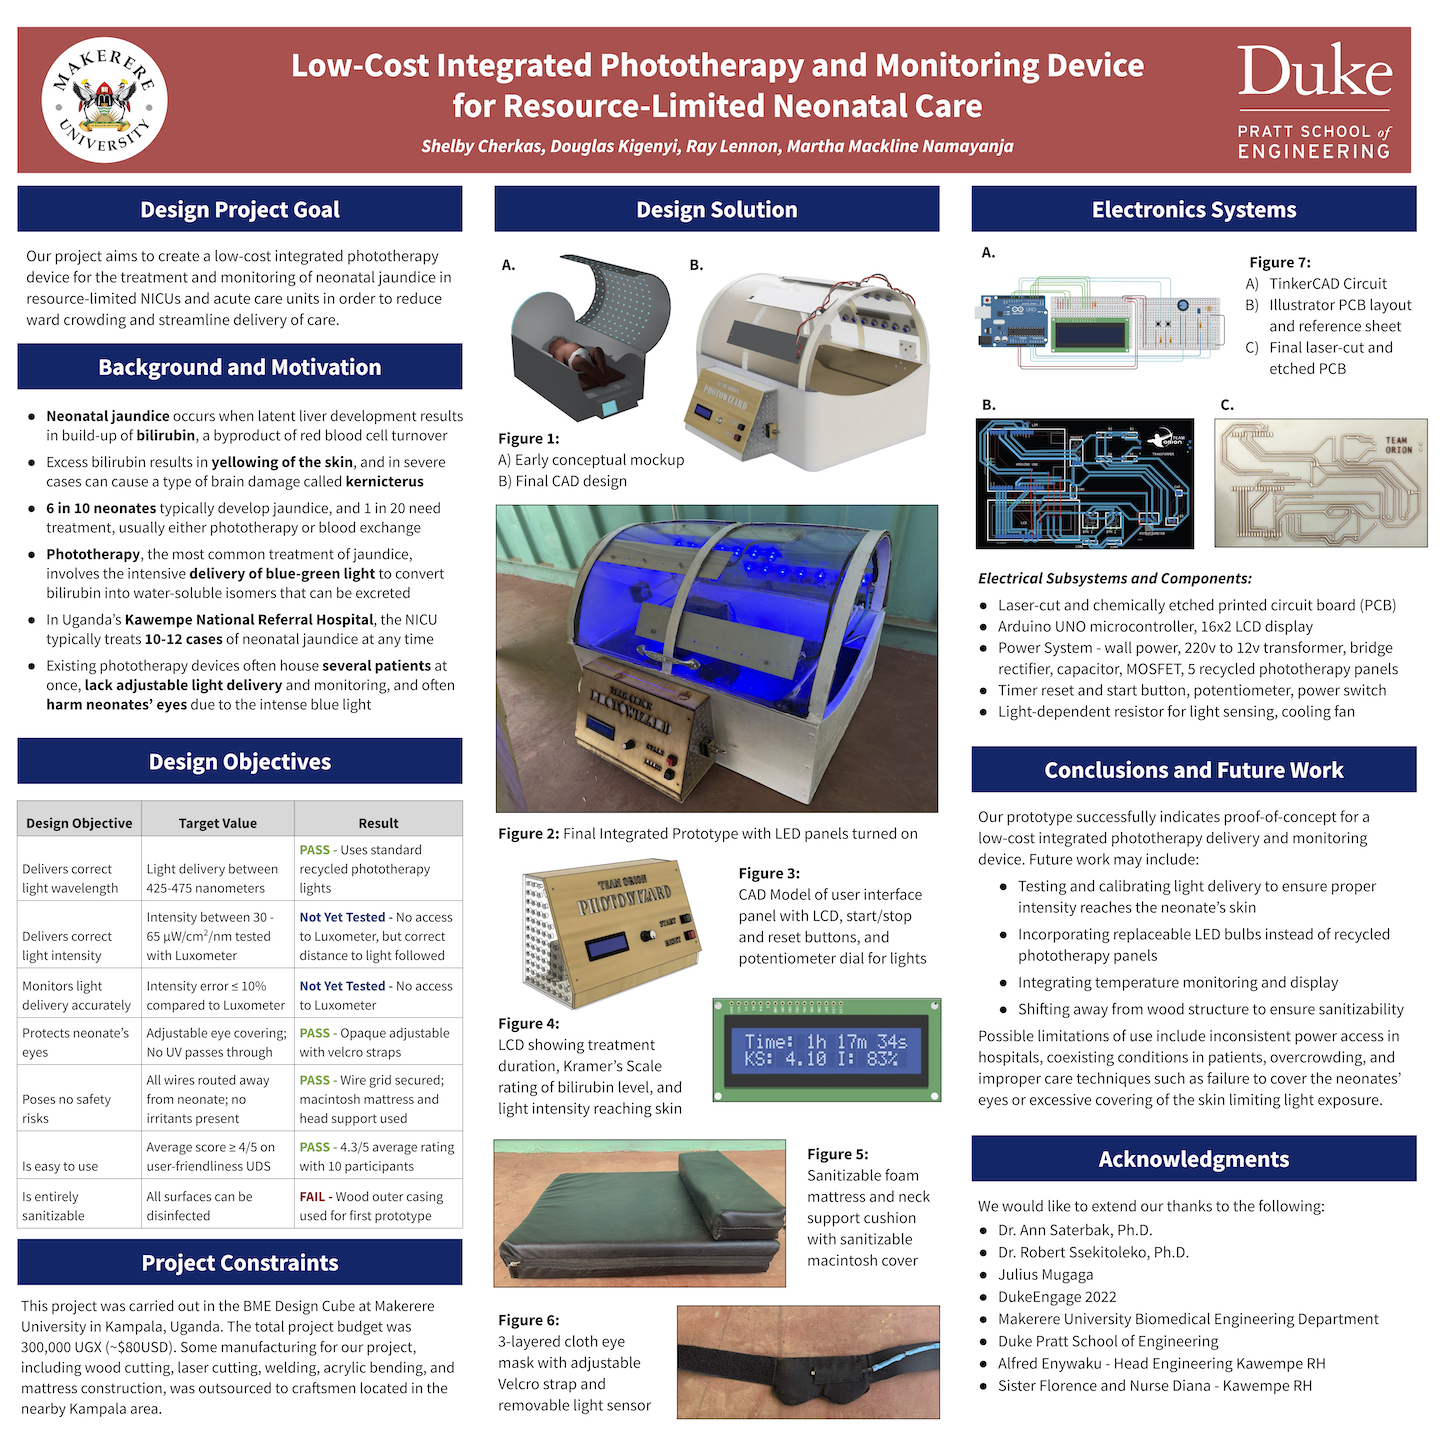 MAKERERE
UNIVERSITY
Low-Cost Integrated Phototherapy and Monitoring Device
for Resource-Limited Neonatal Care
Shelby Cherkas, Douglas Kigenyi, Ray Lennon, Martha Mackline Namayanja
Duke
PRATT SCHOOL of
ENGINEERING
Design Project Goal
Our project aims to create a low-cost integrated phototherapy
device for the treatment and monitoring of neonatal jaundice in
resource-limited NICUs and acute care units in order to reduce
ward crowding and streamline delivery of care.
Background and Motivation
● Neonatal jaundice occurs when latent liver development results
in build-up of bilirubin, a byproduct of red blood cell turnover
● Excess bilirubin results in yellowing of the skin, and in severe
cases can cause a type of brain damage called kernicterus
● 6 in 10 neonates typically develop jaundice, and 1 in 20 need
treatment, usually either phototherapy or blood exchange
● Phototherapy, the most common treatment of jaundice,
involves the intensive delivery of blue-green light to convert
bilirubin into water-soluble isomers that can be excreted
● In Uganda's Kawempe National Referral Hospital, the NICU
typically treats 10-12 cases of neonatal jaundice at any time
● Existing phototherapy devices often house several patients at
once, lack adjustable light delivery and monitoring, and often
harm neonates' eyes due to the intense blue light
Design Objectives
Design Objective
Target Value
Result
Delivers correct
light wavelength
Light delivery between
425-475 nanometers
PASS - Uses standard
recycled phototherapy
lights
Delivers correct
light intensity
Intensity between 30 -
65 µW/cm²/nm tested
with Luxometer
Not Yet Tested - No access
to Luxometer, but correct
distance to light followed
Monitors light
delivery accurately
Intensity error ≤ 10%
compared to Luxometer
Not Yet Tested - No access
to Luxometer
Protects neonate's
eyes
Adjustable eye covering;
No UV passes through
PASS - Opaque adjustable
with velcro straps
Poses no safety
risks
All wires routed away
from neonate; no
irritants present
PASS - Wire grid secured;
macintosh mattress and
head support used
Is easy to use
Average score ≥ 4/5 on
user-friendliness UDS
PASS - 4.3/5 average rating
with 10 participants
Is entirely
sanitizable
All surfaces can be
disinfected
FAIL - Wood outer casing
used for first prototype
Project Constraints
This project was carried out in the BME Design Cube at Makerere
University in Kampala, Uganda. The total project budget was
300,000 UGX (~$80USD). Some manufacturing for our project,
including wood cutting, laser cutting, welding, acrylic bending, and
mattress construction, was outsourced to craftsmen located in the
nearby Kampala area.
Design Solution
A.
B.
TEAM ORION
PHOTOWIZARD
Figure 1:
A) Early conceptual mockup
B) Final CAD design
TEAM ORION
PHOTOWIZARD
START
RESET
Figure 2: Final Integrated Prototype with LED panels turned on
TEAM ORION
PHOTOWIZARD
START
RESET
Figure 3:
CAD Model of user interface
panel with LCD, start/stop
and reset buttons, and
potentiometer dial for lights
Figure 4:
LCD showing treatment
duration, Kramer's Scale
rating of bilirubin level, and
light intensity reaching skin
Time: 1h 17m 34s
KS: 4.10 I: 83%
Figure 5:
Sanitizable foam
mattress and neck
support cushion
with sanitizable
macintosh cover
Figure 6:
3-layered cloth eye
mask with adjustable
Velcro strap and
removable light sensor
Electronics Systems
A.
UNO
Figure 7:
A) TinkerCAD Circuit
B) Illustrator PCB layout
and reference sheet
C) Final laser-cut and
etched PCB
B.
TEAM
ORION
TRANSFORMER
C.
TEAM
ORION
Electrical Subsystems and Components:
● Laser-cut and chemically etched printed circuit board (PCB)
● Arduino UNO microcontroller, 16x2 LCD display
● Power System - wall power, 220v to 12v transformer, bridge
rectifier, capacitor, MOSFET, 5 recycled phototherapy panels
● Timer reset and start button, potentiometer, power switch
● Light-dependent resistor for light sensing, cooling fan
Conclusions and Future Work
Our prototype successfully indicates proof-of-concept for a
low-cost integrated phototherapy delivery and monitoring
device. Future work may include:
● Testing and calibrating light delivery to ensure proper
intensity reaches the neonate's skin
● Incorporating replaceable LED bulbs instead of recycled
phototherapy panels
● Integrating temperature monitoring and display
● Shifting away from wood structure to ensure sanitizability
Possible limitations of use include inconsistent power access in
hospitals, coexisting conditions in patients, overcrowding, and
improper care techniques such as failure to cover the neonates'
eyes or excessive covering of the skin limiting light exposure.
Acknowledgments
We would like to extend our thanks to the following:
● Dr. Ann Saterbak, Ph.D.
● Dr. Robert Ssekitoleko, Ph.D.
● Julius Mugaga
● DukeEngage 2022
● Makerere University Biomedical Engineering Department
● Duke Pratt School of Engineering
● Alfred Enywaku - Head Engineering Kawempe RH
● Sister Florence and Nurse Diana - Kawempe RH